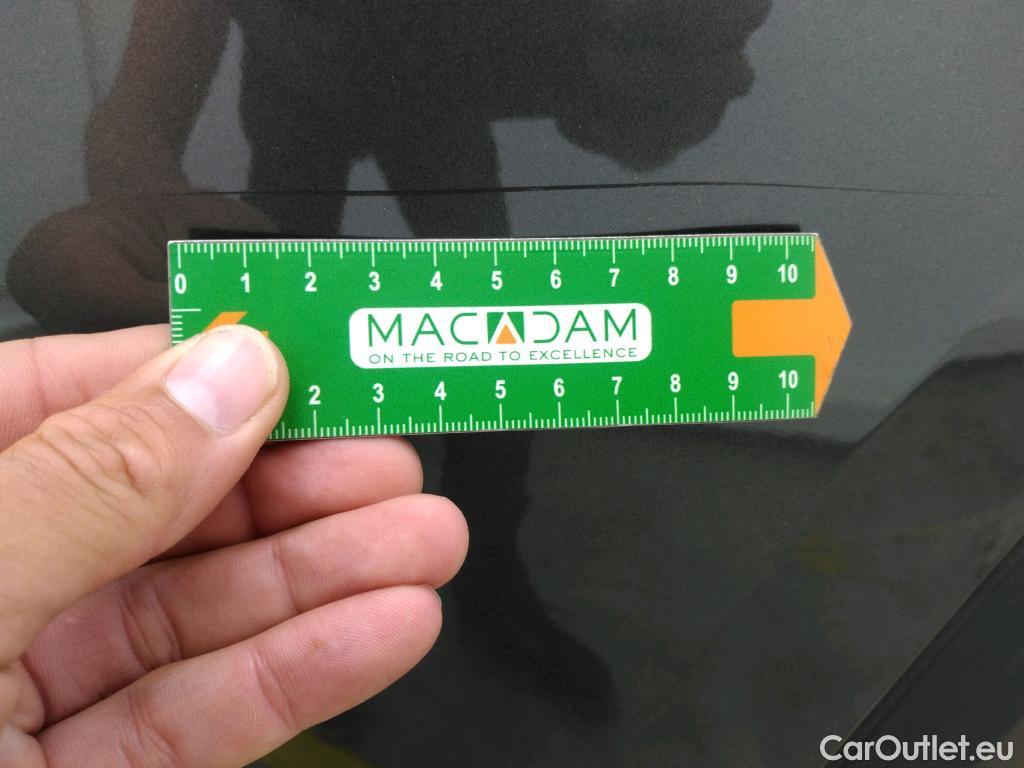 0 1 2 3 4 5 6 7 8 9 10
MACADAM
ON THE ROAD TO EXCELLENCE
2 3 4 5 6 7 8 9 10
CarOutlet.eu